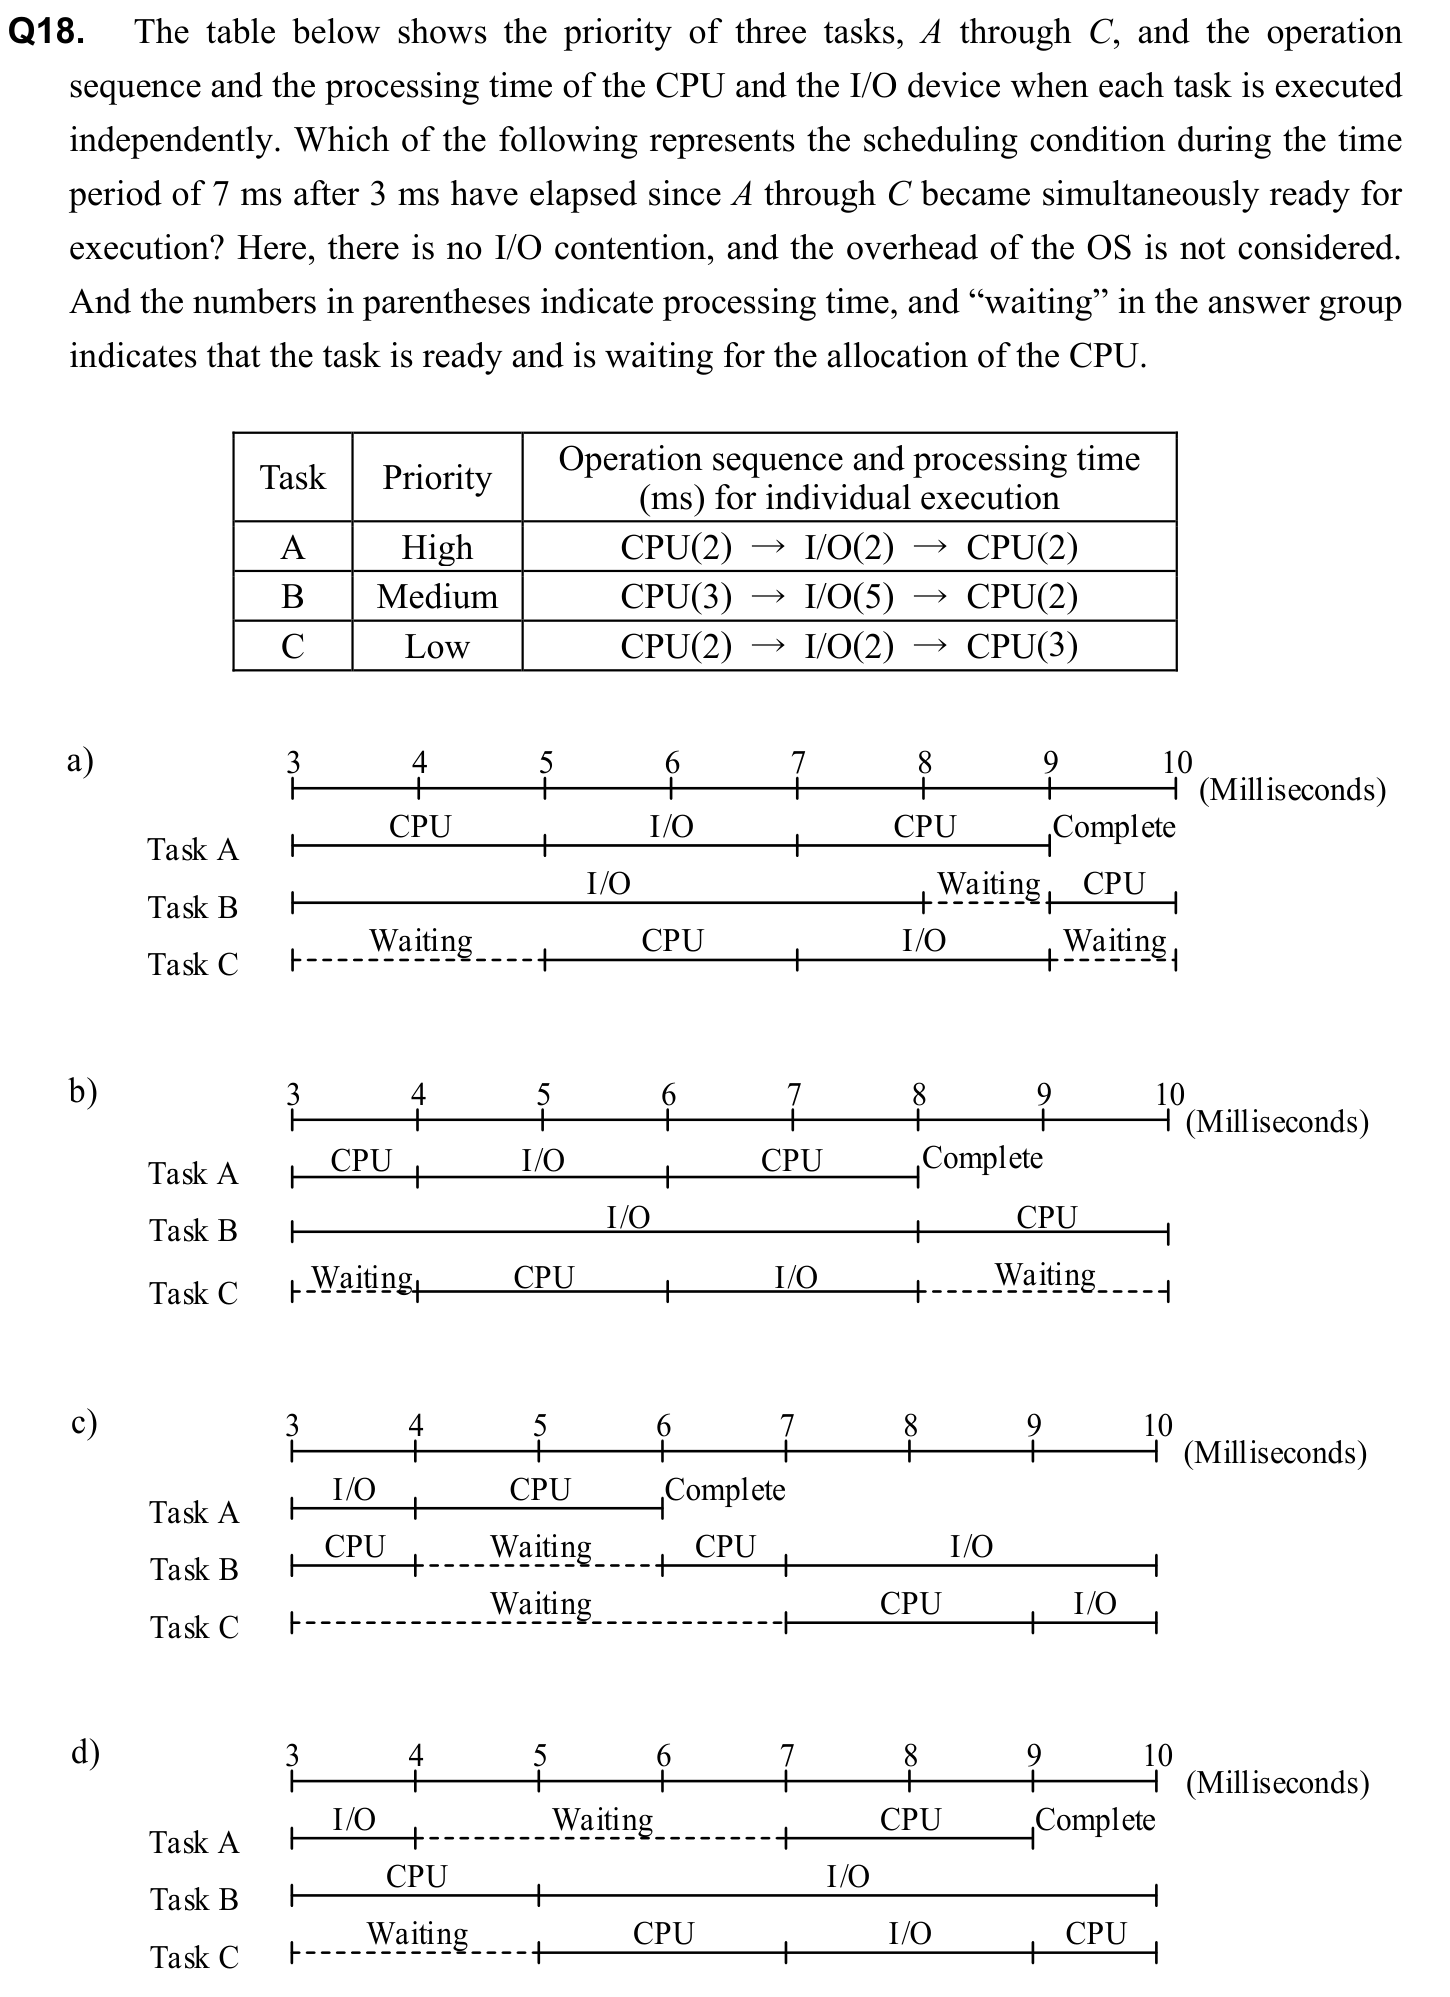 Q18. The table below shows the priority of three tasks, A through C, and the operation
sequence and the processing time of the CPU and the I/O device when each task is executed
independently. Which of the following represents the scheduling condition during the time
period of 7 ms after 3 ms have elapsed since A through C became simultaneously ready for
execution? Here, there is no I/O contention, and the overhead of the OS is not considered.
And the numbers in parentheses indicate processing time, and “waiting” in the answer group
indicates that the task is ready and is waiting for the allocation of the CPU.
Task Priority Operation sequence and processing time
(ms) for individual execution
A High CPU(2) → I/O(2) → CPU(2)
B Medium CPU(3) → I/O(5) → CPU(2)
C Low CPU(2) → I/O(2) → CPU(3)
a) 3 4 5 6 7 8 9 10
(Milliseconds)
CPU I/O CPU Complete
Task A
I/O Waiting CPU
Task B
Waiting CPU I/O Waiting
Task C
b) 3 4 5 6 7 8 9 10
(Milliseconds)
CPU I/O CPU Complete
Task A
I/O CPU
Task B
Waiting CPU I/O Waiting
Task C
c) 3 4 5 6 7 8 9 10
(Milliseconds)
I/O CPU Complete
Task A
CPU Waiting CPU I/O
Task B
Waiting CPU I/O
Task C
d) 3 4 5 6 7 8 9 10
(Milliseconds)
I/O Waiting CPU Complete
Task A
CPU I/O
Task B
Waiting CPU I/O CPU
Task C